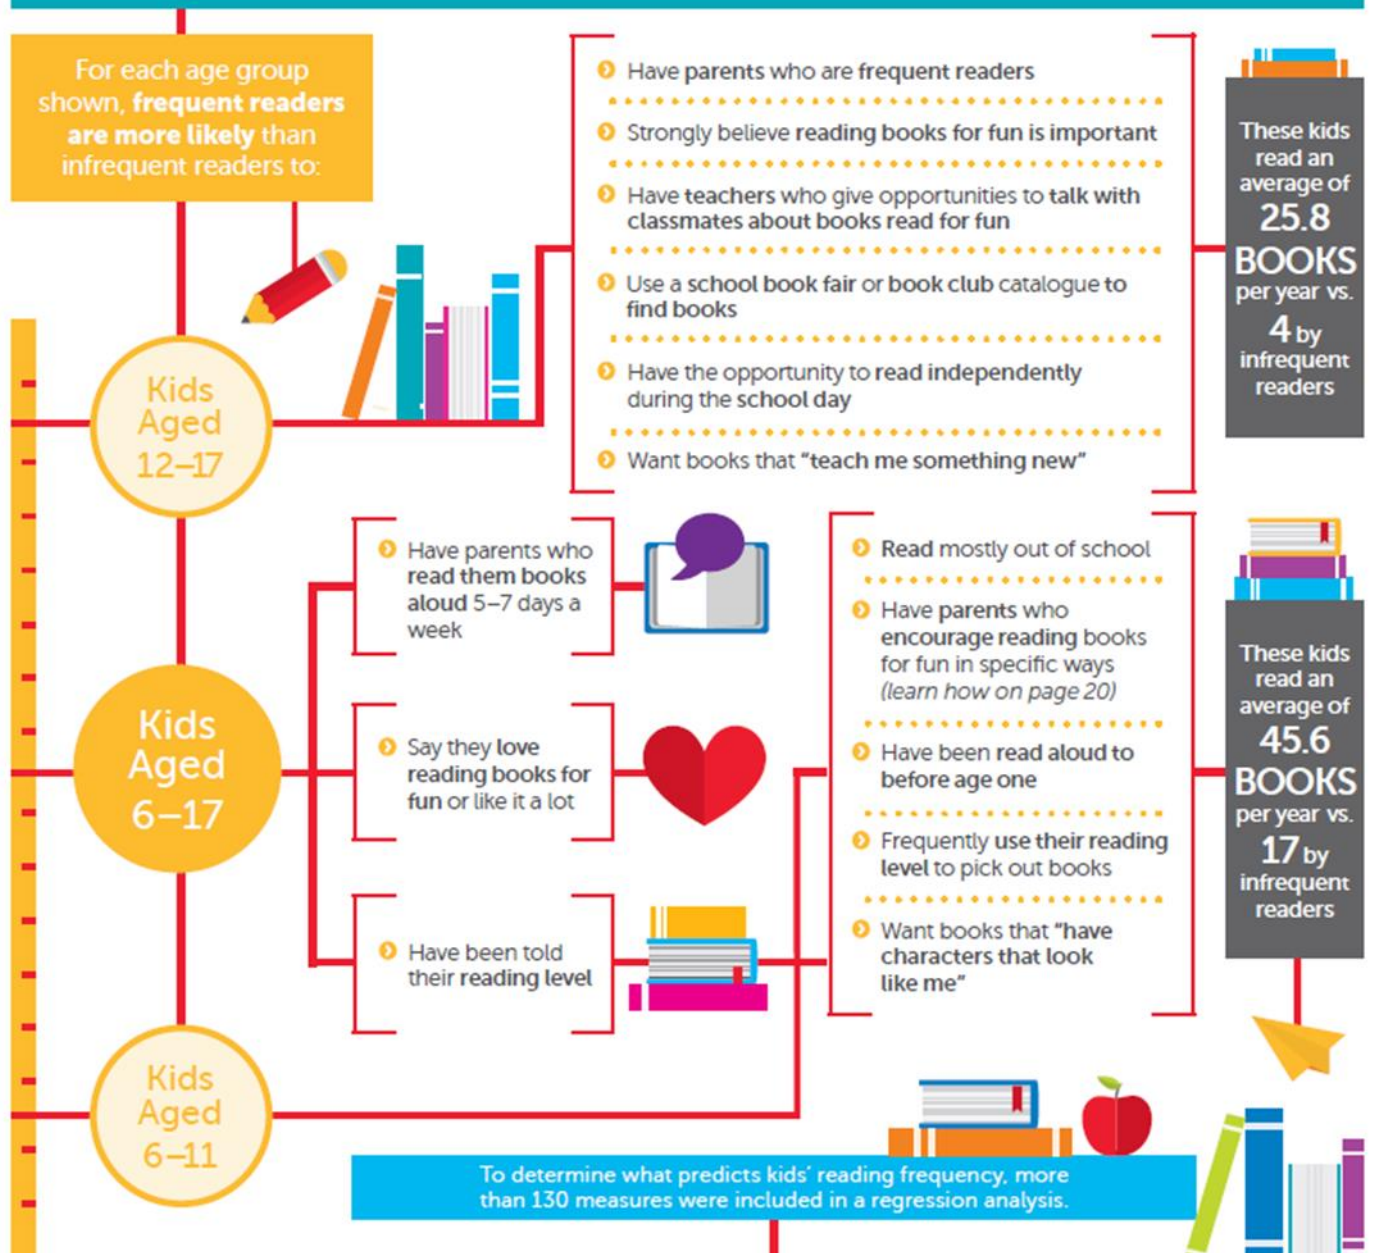 For each age group
shown, frequent readers
are more likely than
infrequent readers to:
Have parents who are frequent readers
Strongly believe reading books for fun is important
Have teachers who give opportunities to talk with
classmates about books read for fun
Use a school book fair or book club catalogue to
find books
Have the opportunity to read independently
during the school day
Want books that “teach me something new”
These kids
read an
average of
25.8
BOOKS
per year vs.
4 by
infrequent
readers
Kids
Aged
12–17
Have parents who
read them books
aloud 5–7 days a
week
Say they love
reading books for
fun or like it a lot
Have been told
their reading level
Kids
Aged
6–17
Read mostly out of school
Have parents who
encourage reading books
for fun in specific ways
(learn how on page 20)
Have been read aloud to
before age one
Frequently use their reading
level to pick out books
Want books that “have
characters that look
like me”
These kids
read an
average of
45.6
BOOKS
per year vs.
17 by
infrequent
readers
Kids
Aged
6–11
To determine what predicts kids’ reading frequency, more
than 130 measures were included in a regression analysis.